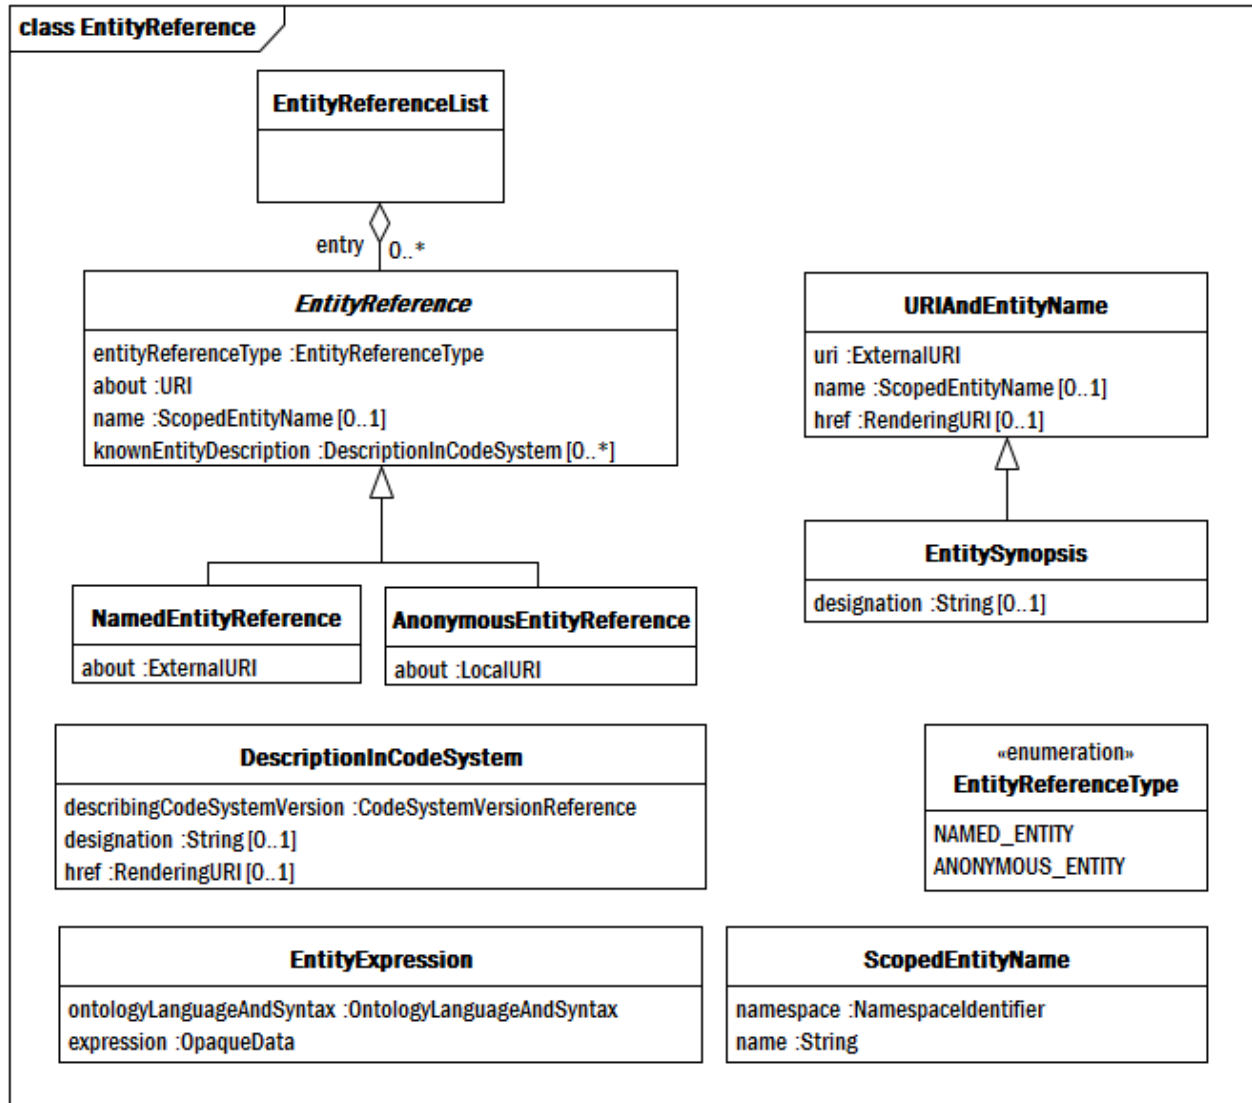 class EntityReference
EntityReferenceList
entry
0..*
EntityReference
entityReferenceType :EntityReferenceType
about :URI
name :ScopedEntityName [0..1]
knownEntityDescription :DescriptionInCodeSystem [0..*]
URIAndEntityName
uri :ExternalURI
name :ScopedEntityName [0..1]
href :RenderingURI [0..1]
EntitySynopsis
designation :String [0..1]
NamedEntityReference
about :ExternalURI
AnonymousEntityReference
about :LocalURI
DescriptionInCodeSystem
describingCodeSystemVersion :CodeSystemVersionReference
designation :String [0..1]
href :RenderingURI [0..1]
«enumeration»
EntityReferenceType
NAMED_ENTITY
ANONYMOUS_ENTITY
EntityExpression
ontologyLanguageAndSyntax :OntologyLanguageAndSyntax
expression :OpaqueData
ScopedEntityName
namespace :NamespaceIdentifier
name :String